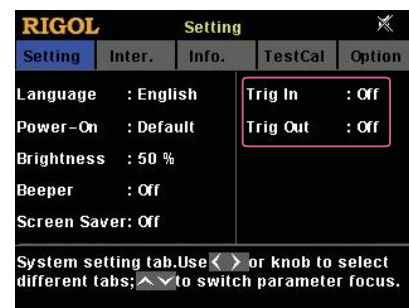 RIGOL Setting
Setting Inter. Info. TestCal Option
Language : English
Power-On : Default
Brightness : 50 %
Beeper : Off
Screen Saver: Off
Trig In : Off
Trig Out : Off
System setting tab.Use < > or knob to select
different tabs; to switch parameter focus.